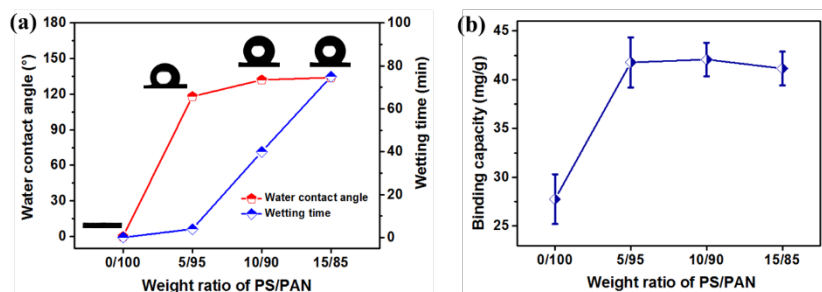 (a)
180
150
120
90
60
30
0
Water contact angle (°)
100
80
60
40
20
0
Wetting time (min)
Water contact angle
Wetting time
0/100 5/95 10/90 15/85
Weight ratio of PS/PAN
(b)
45
40
35
30
25
Binding capacity (mg/g)
0/100 5/95 10/90 15/85
Weight ratio of PS/PAN